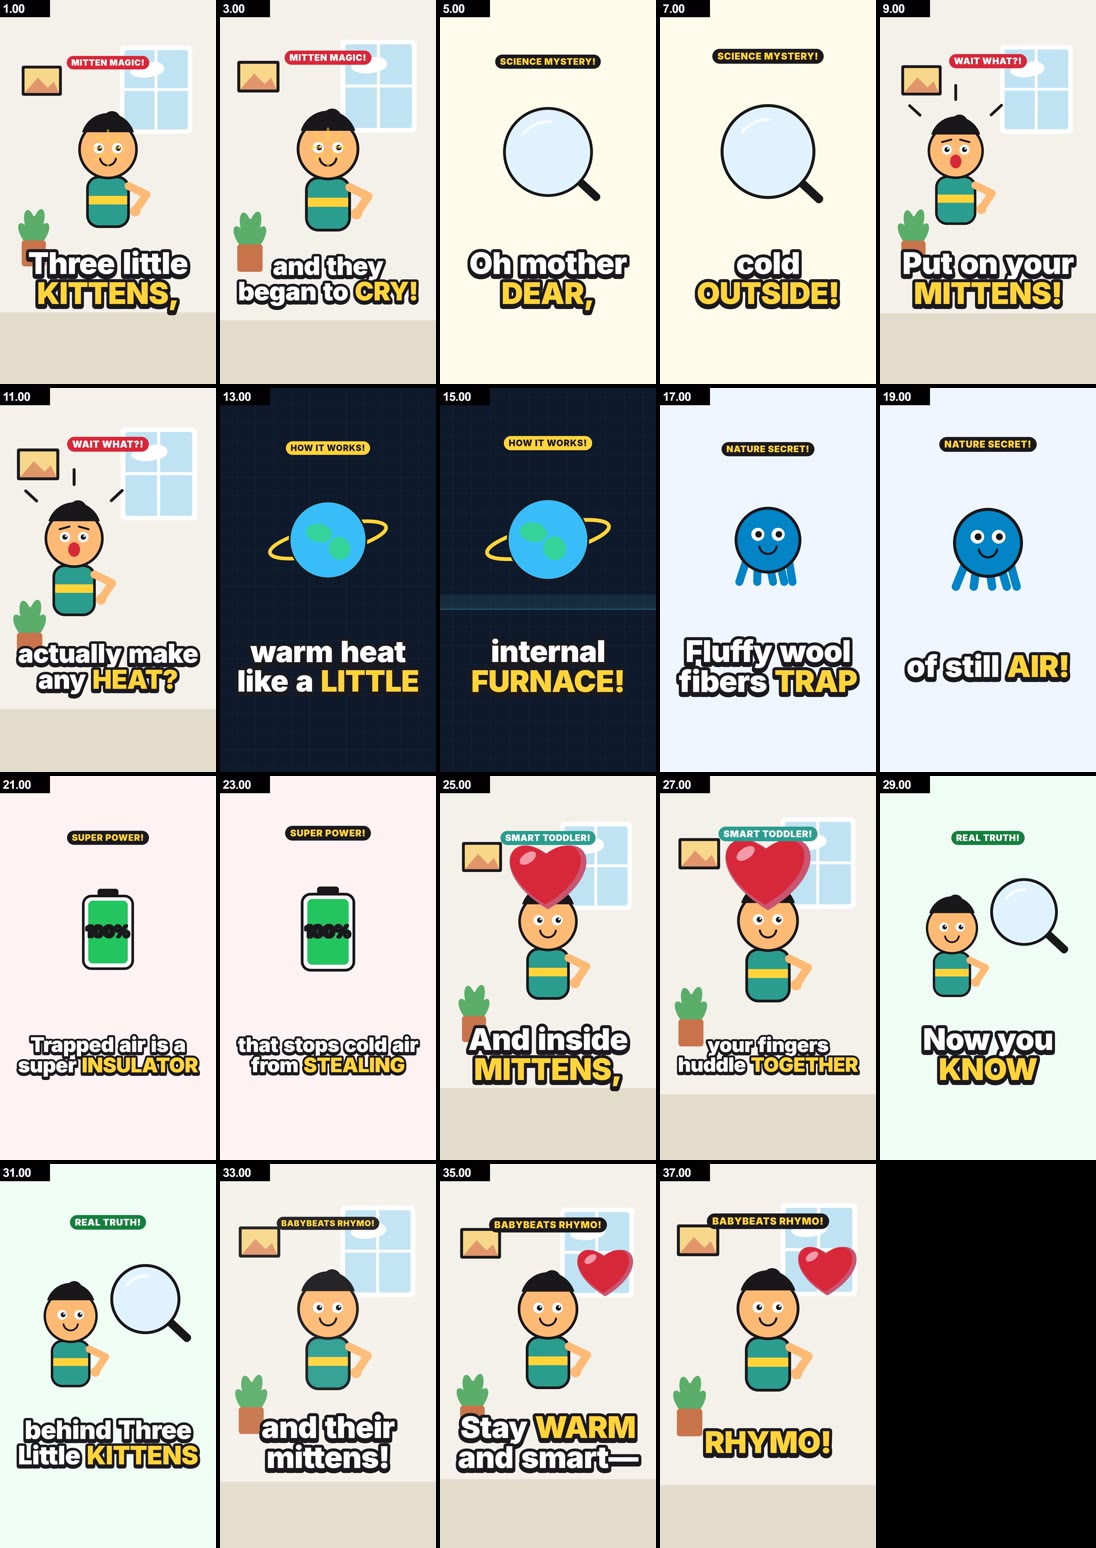 1.00
MITTEN MAGIC!
Three little
KITTENS,
3.00
MITTEN MAGIC!
and they
began to CRY!
5.00
SCIENCE MYSTERY!
Oh mother
DEAR,
7.00
SCIENCE MYSTERY!
cold
OUTSIDE!
9.00
WAIT WHAT?!
Put on your
MITTENS!
11.00
WAIT WHAT?!
actually make
any HEAT?
13.00
HOW IT WORKS!
warm heat
like a LITTLE
15.00
HOW IT WORKS!
internal
FURNACE!
17.00
NATURE SECRET!
Fluffy wool
fibers TRAP
19.00
NATURE SECRET!
of still AIR!
21.00
SUPER POWER!
100%
Trapped air is a
super INSULATOR
23.00
SUPER POWER!
100%
that stops cold air
from STEALING
25.00
SMART TODDLER!
And inside
MITTENS,
27.00
SMART TODDLER!
your fingers
huddle TOGETHER
29.00
REAL TRUTH!
Now you
KNOW
31.00
REAL TRUTH!
behind Three
Little KITTENS
33.00
BABYBEATS RHYMO!
and their
mittens!
35.00
BABYBEATS RHYMO!
Stay WARM
and smart—
37.00
BABYBEATS RHYMO!
RHYMO!